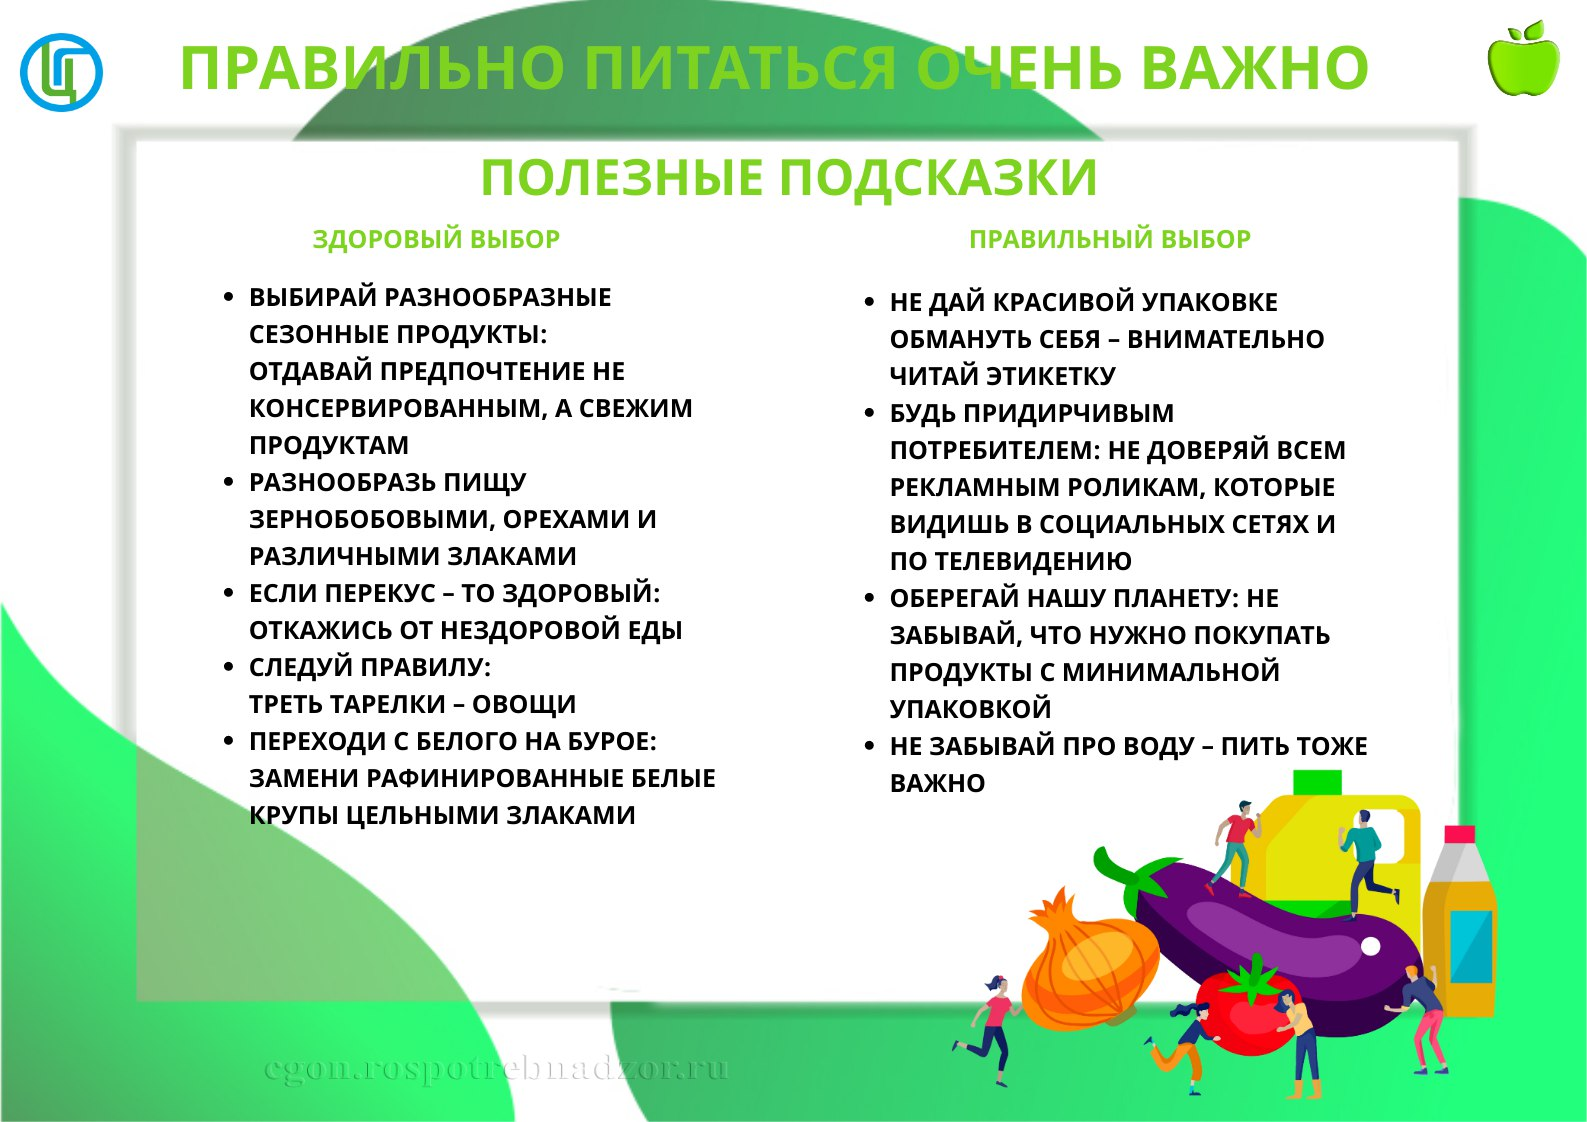 ПРАВИЛЬНО ПИТАТЬСЯ ОЧЕНЬ ВАЖНО
ПОЛЕЗНЫЕ ПОДСКАЗКИ
ЗДОРОВЫЙ ВЫБОР
• ВЫБИРАЙ РАЗНООБРАЗНЫЕ
СЕЗОННЫЕ ПРОДУКТЫ:
ОТДАВАЙ ПРЕДПОЧТЕНИЕ НЕ
КОНСЕРВИРОВАННЫМ, А СВЕЖИМ
ПРОДУКТАМ
• РАЗНООБРАЗЬ ПИЩУ
ЗЕРНОБОБОВЫМИ, ОРЕХАМИ И
РАЗЛИЧНЫМИ ЗЛАКАМИ
• ЕСЛИ ПЕРЕКУС – ТО ЗДОРОВЫЙ:
ОТКАЖИСЬ ОТ НЕЗДОРОВОЙ ЕДЫ
• СЛЕДУЙ ПРАВИЛУ:
ТРЕТЬ ТАРЕЛКИ – ОВОЩИ
• ПЕРЕХОДИ С БЕЛОГО НА БУРОЕ:
ЗАМЕНИ РАФИНИРОВАННЫЕ БЕЛЫЕ
КРУПЫ ЦЕЛЬНЫМИ ЗЛАКАМИ
ПРАВИЛЬНЫЙ ВЫБОР
• НЕ ДАЙ КРАСИВОЙ УПАКОВКЕ
ОБМАНУТЬ СЕБЯ – ВНИМАТЕЛЬНО
ЧИТАЙ ЭТИКЕТКУ
• БУДЬ ПРИДИРЧИВЫМ
ПОТРЕБИТЕЛЕМ: НЕ ДОВЕРЯЙ ВСЕМ
РЕКЛАМНЫМ РОЛИКАМ, КОТОРЫЕ
ВИДИШЬ В СОЦИАЛЬНЫХ СЕТЯХ И
ПО ТЕЛЕВИДЕНИЮ
• ОБЕРЕГАЙ НАШУ ПЛАНЕТУ: НЕ
ЗАБЫВАЙ, ЧТО НУЖНО ПОКУПАТЬ
ПРОДУКТЫ С МИНИМАЛЬНОЙ
УПАКОВКОЙ
• НЕ ЗАБЫВАЙ ПРО ВОДУ – ПИТЬ ТОЖЕ
ВАЖНО
cgon.rospotrebnadzor.ru